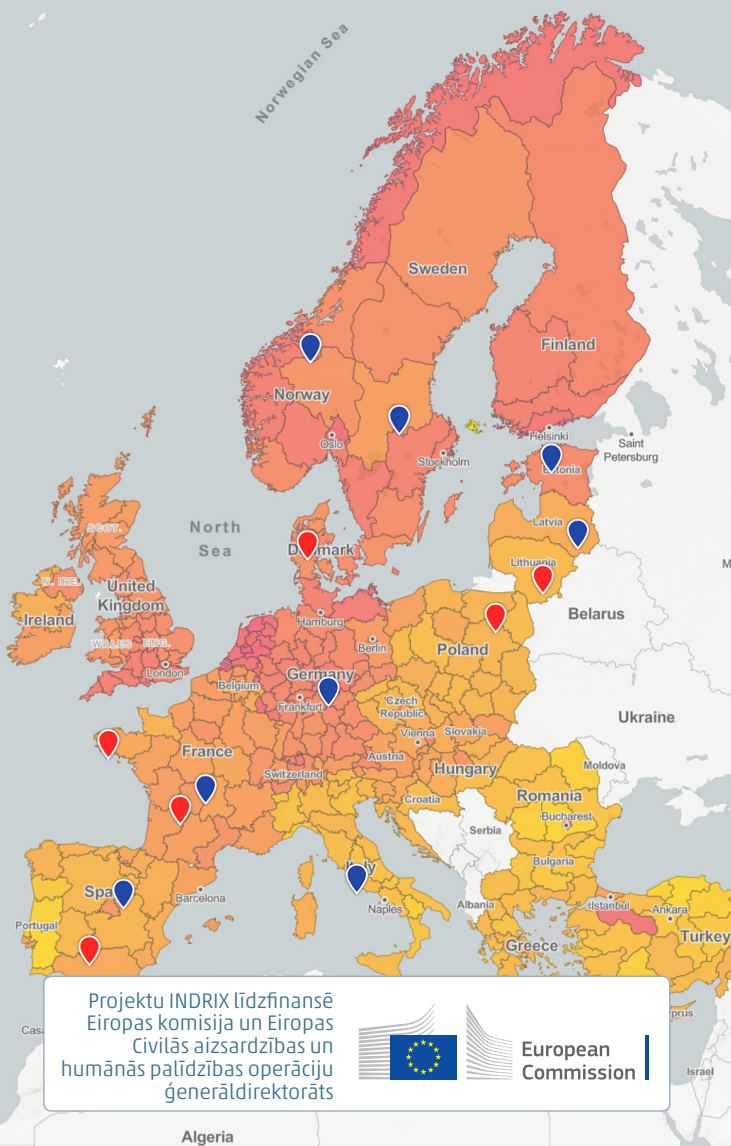 Norwegian Sea
Sweden
Finland
Norway
Oslo
Helsinki
Saint
Petersburg
Stockholm
Estonia
SCOT.
North
Sea
Latvia
Denmark
Lithuania
N. IRE.
United
Kingdom
Ireland
Belarus
Hamburg
WALES
ENG.
Berlin
Poland
London
Germany
Belgium
Frankfurt
Czech
Republic
Ukraine
Vienna
Slovakia
France
Austria
Moldova
Switzerland
Hungary
Croatia
Romania
Bucharest
Serbia
Bulgaria
Italy
Spa
Barcelona
Naples
Albania
Istanbul
Ankara
Portugal
Greece
Turkey
Projektu INDRIX līdzfinansē
Eiropas komisija un Eiropas
Civilās aizsardzības un
humānās palīdzības operāciju
ģenerāldirektorāts
European
Commission
prus
Casa
Israel
Algeria